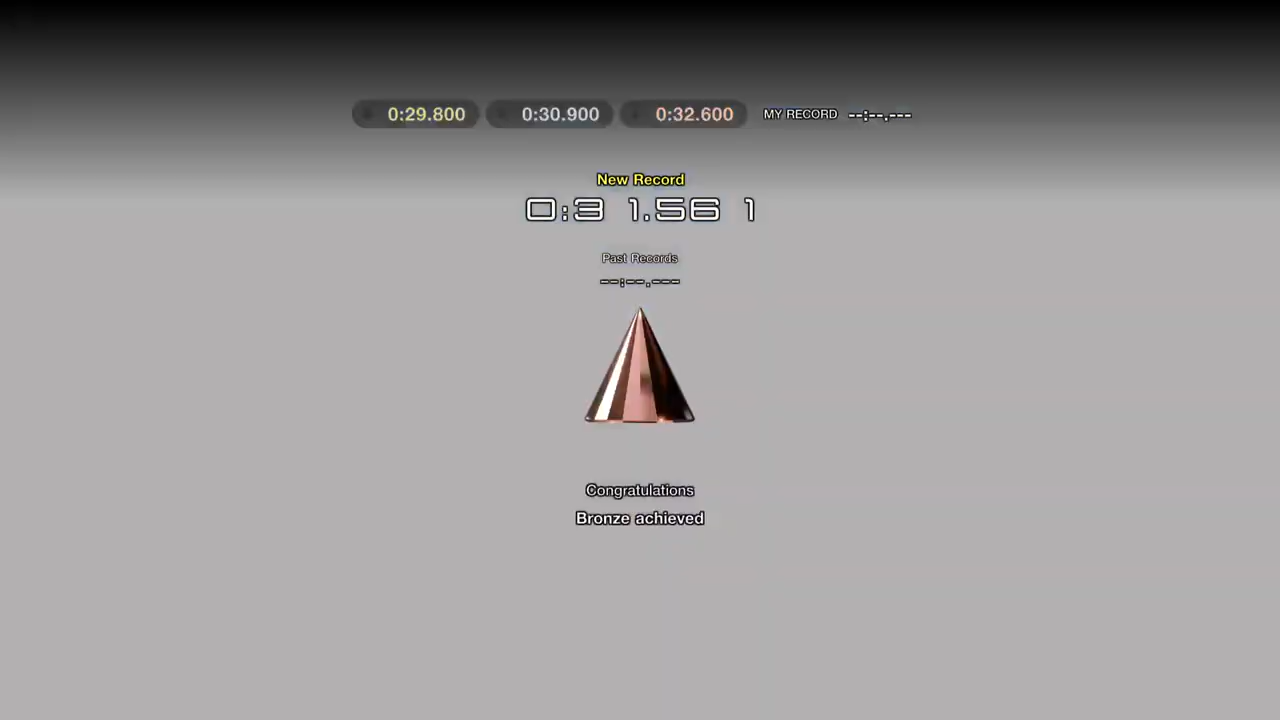 0:29.800 0:30.900 0:32.600 MY RECORD --:--.---
New Record
0:31.561
Past Records
--:--.---
Congratulations
Bronze achieved